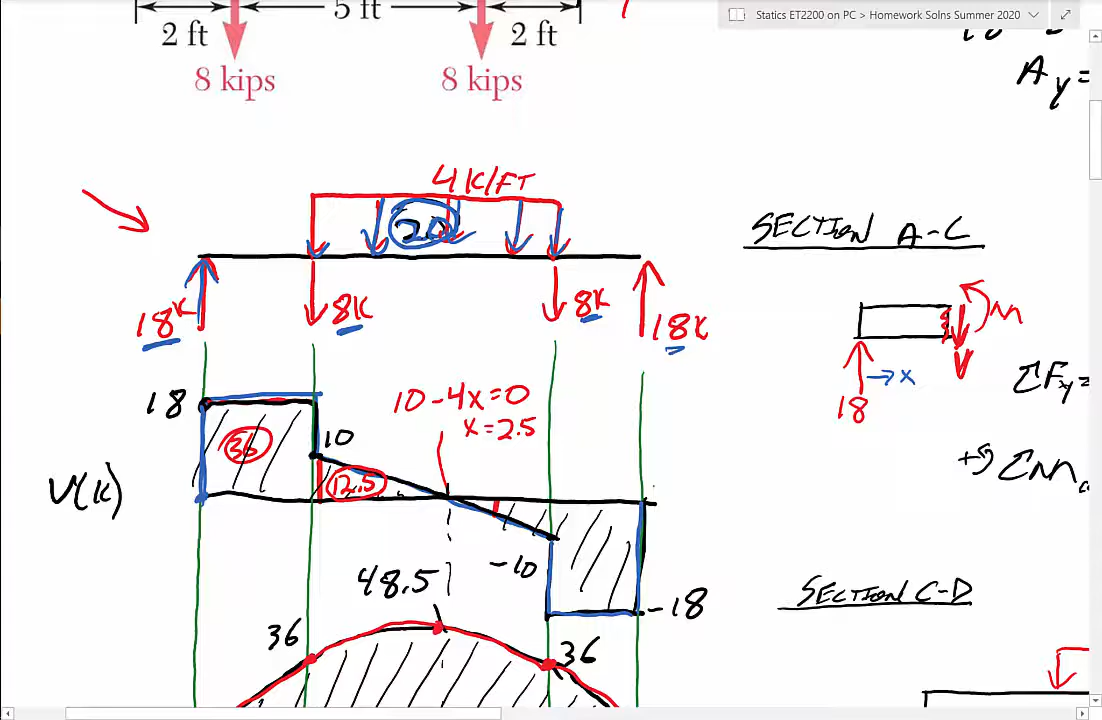 Statics ET2200 on PC > Homework Solns Summer 2020
2 ft
5 ft
2 ft
8 kips
8 kips
Ay=
4K/FT
20
18K
8K
8K
18K
SECTION A-C
→x
M
V
18
ΣFy=
ΣM
18
36
10
10-4x=0
x=2.5
12.5
V(K)
-10
-18
48.5
36
36
SECTION C-D